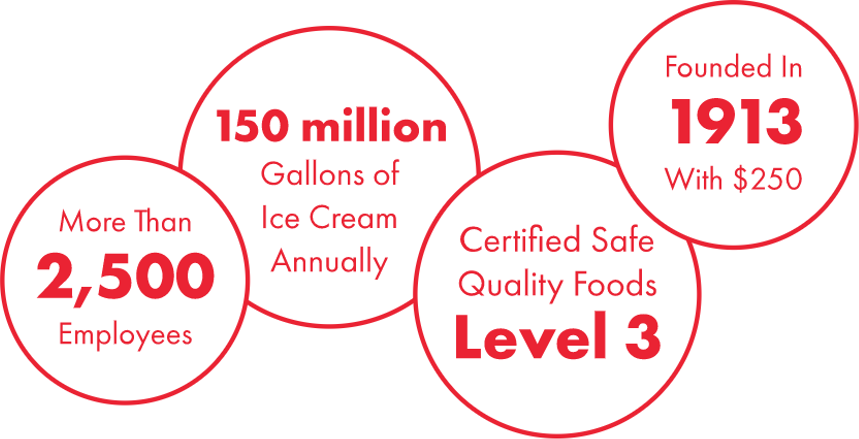 More Than
2,500
Employees
150 million
Gallons of
Ice Cream
Annually
Certified Safe
Quality Foods
Level 3
Founded In
1913
With $250